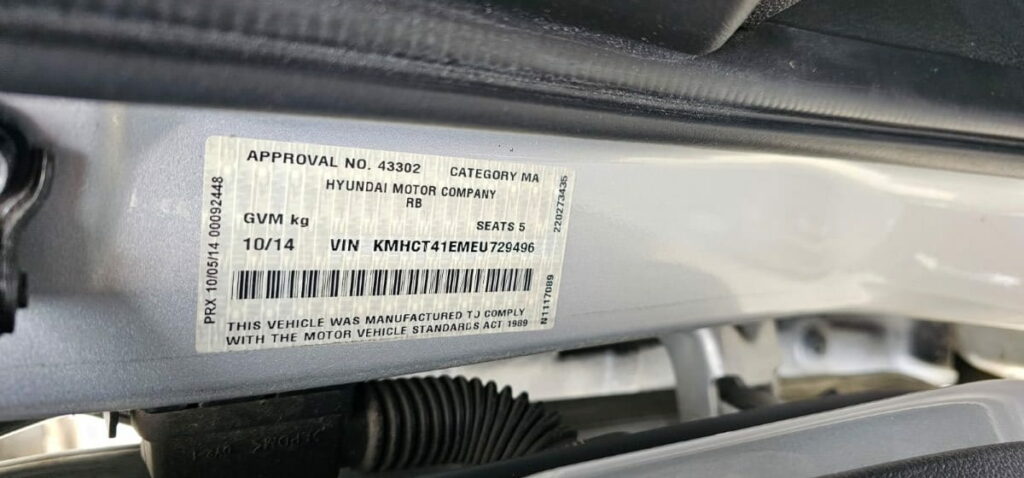 APPROVAL NO. 43302 CATEGORY MA
HYUNDAI MOTOR COMPANY
RB
GVM kg SEATS 5
10/14 VIN KMHCT41EMEU729496
THIS VEHICLE WAS MANUFACTURED TO COMPLY
WITH THE MOTOR VEHICLE STANDARDS ACT 1989
PRX 10/05/14 00092448
N1117089 220273435